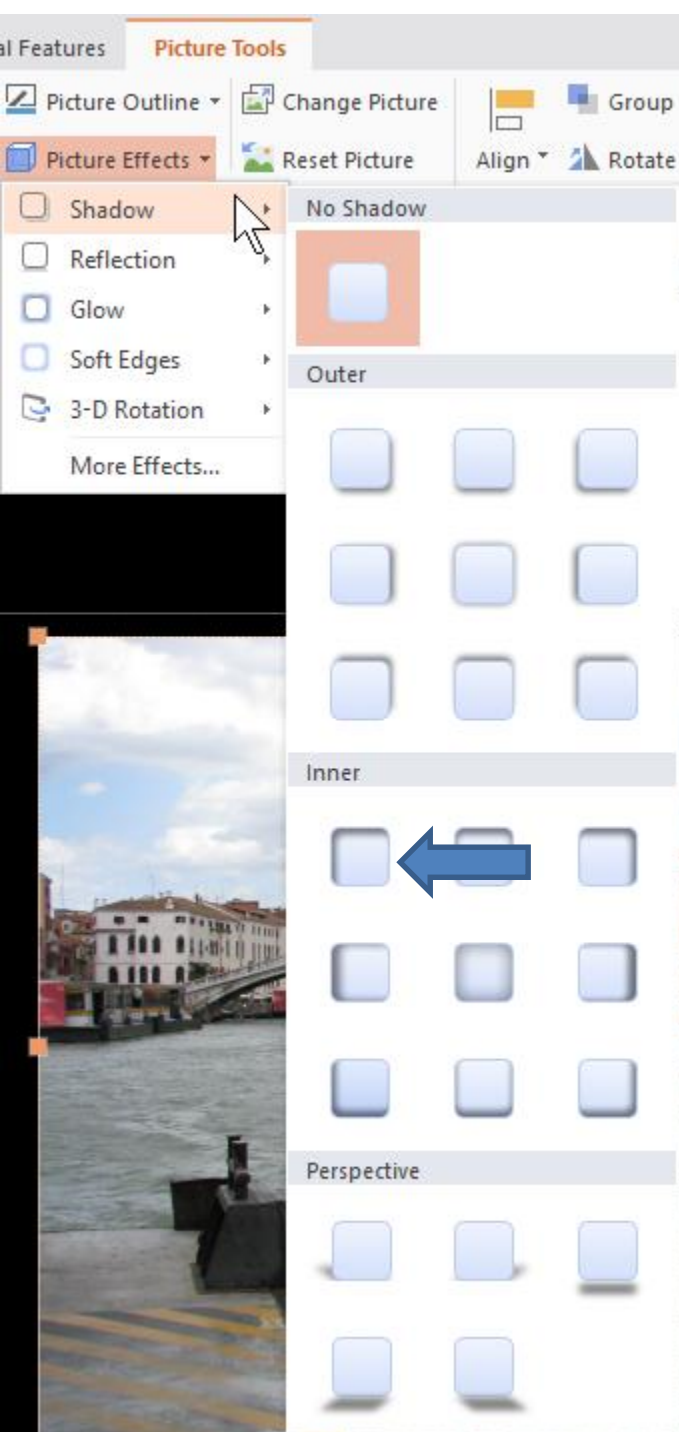 al Features Picture Tools
Picture Outline Change Picture Group
Picture Effects Reset Picture Align Rotate
Shadow
Reflection
Glow
Soft Edges
3-D Rotation
More Effects...
No Shadow
Outer
Inner
Perspective